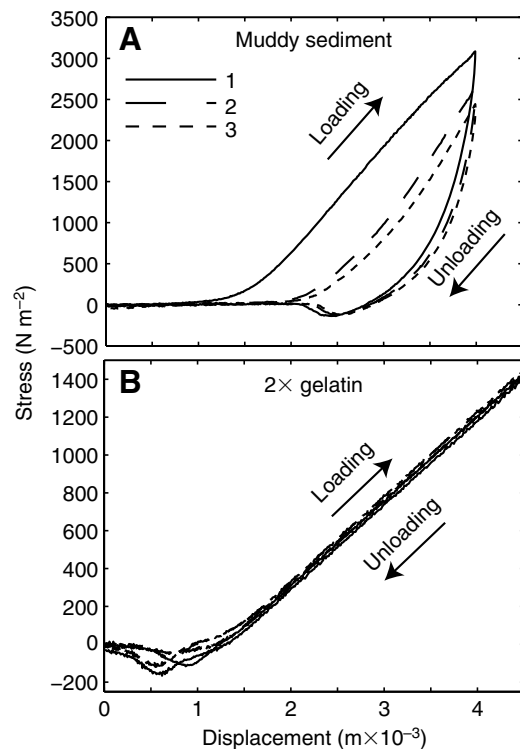 A
Muddy sediment
3500
3000
2500
2000
1500
1000
500
0
−500
1
2
3
Loading
Unloading
Stress (N m−2)
B
2× gelatin
1400
1200
1000
800
600
400
200
0
−200
Loading
Unloading
0 1 2 3 4
Displacement (m×10−3)